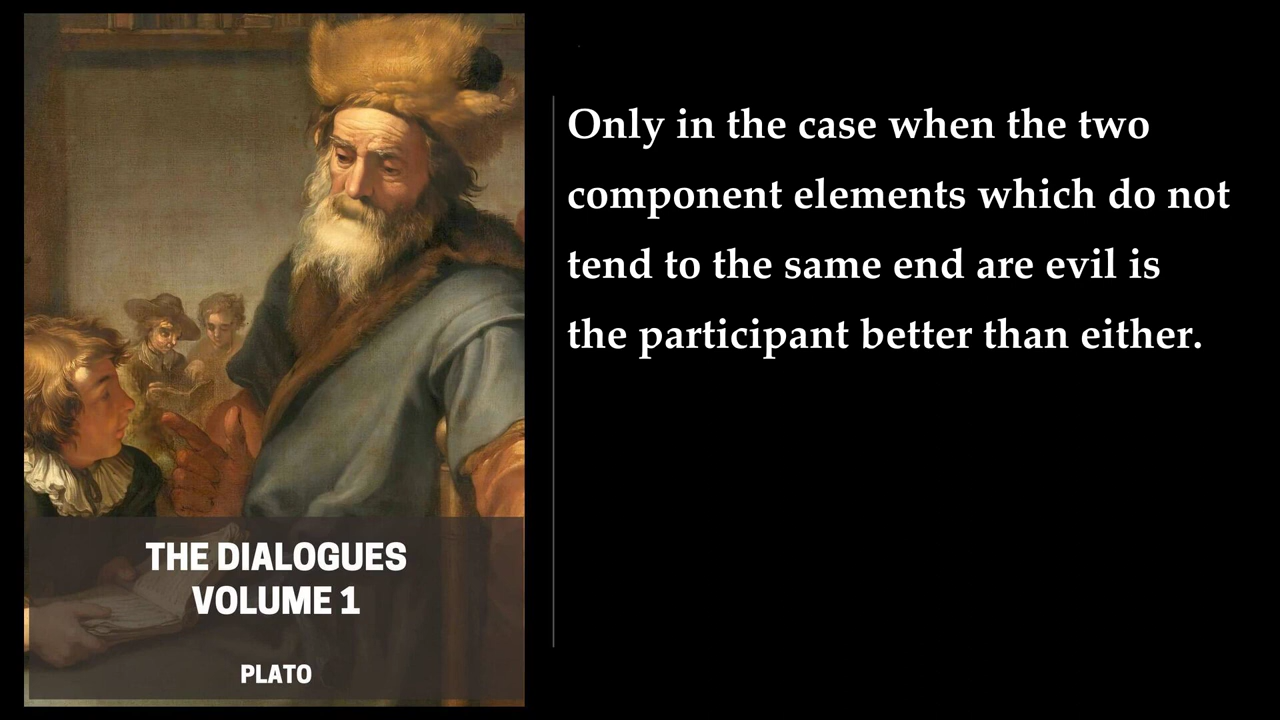 Only in the case when the two
component elements which do not
tend to the same end are evil is
the participant better than either.
THE DIALOGUES
VOLUME 1
PLATO